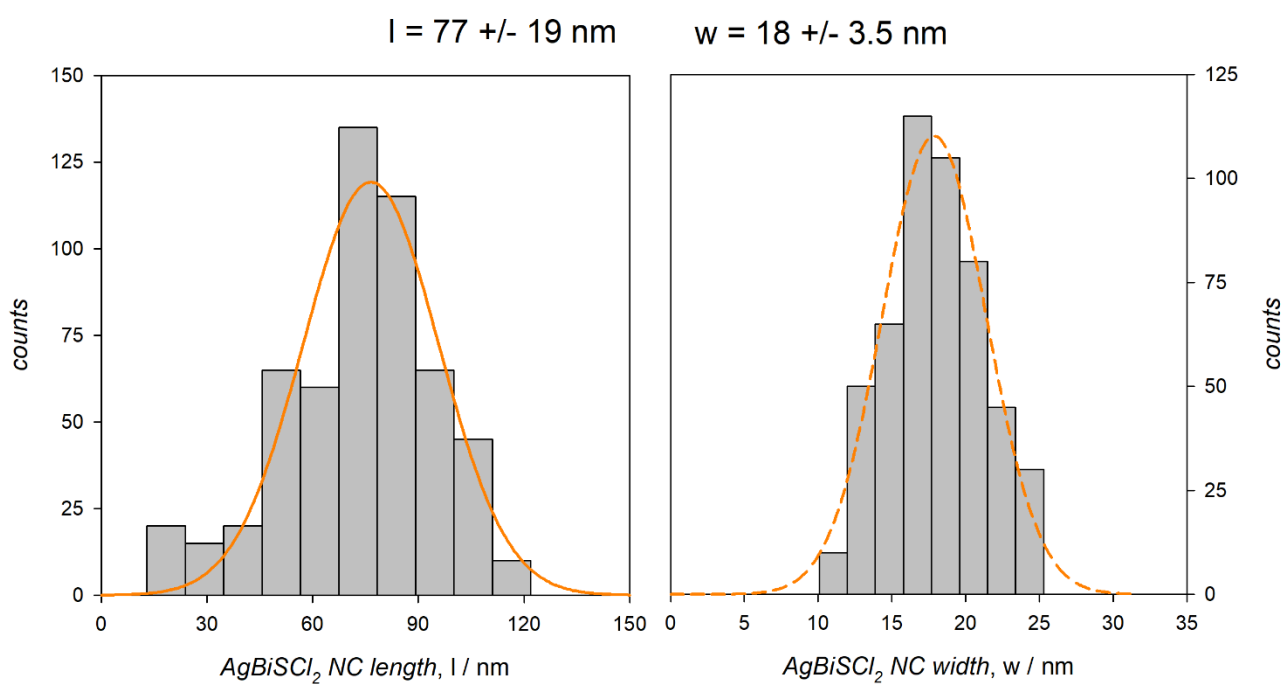 l = 77 +/- 19 nm
w = 18 +/- 3.5 nm
150
125
100
75
50
25
0
counts
0 30 60 90 120 150
AgBiSCl₂ NC length, l / nm
125
100
75
50
25
0
counts
0 5 10 15 20 25 30 35
AgBiSCl₂ NC width, w / nm